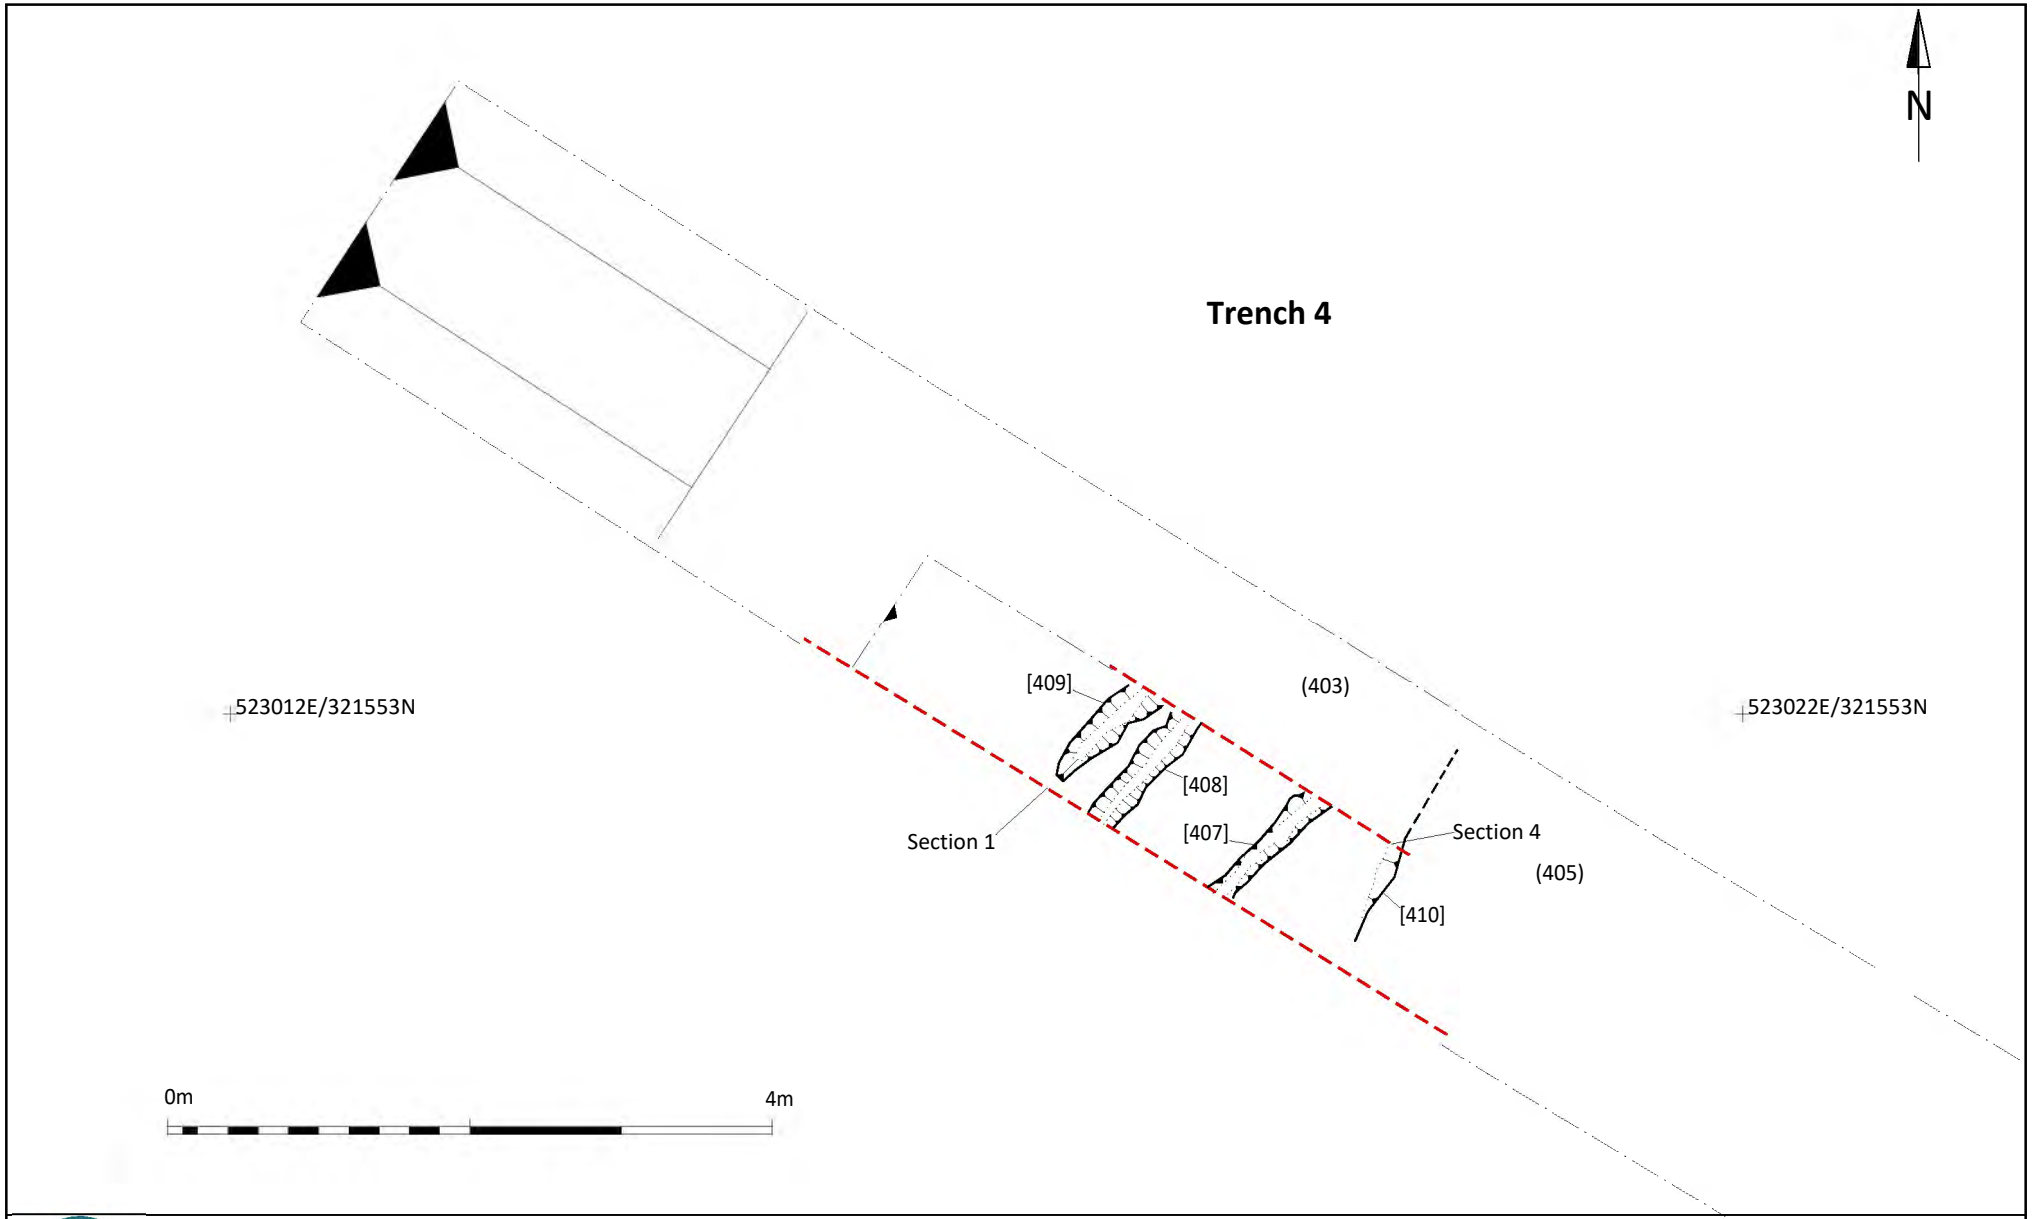 N
Trench 4
[409]
(403)
523012E/321553N
523022E/321553N
[408]
Section 1
[407]
Section 4
(405)
[410]
0m
4m